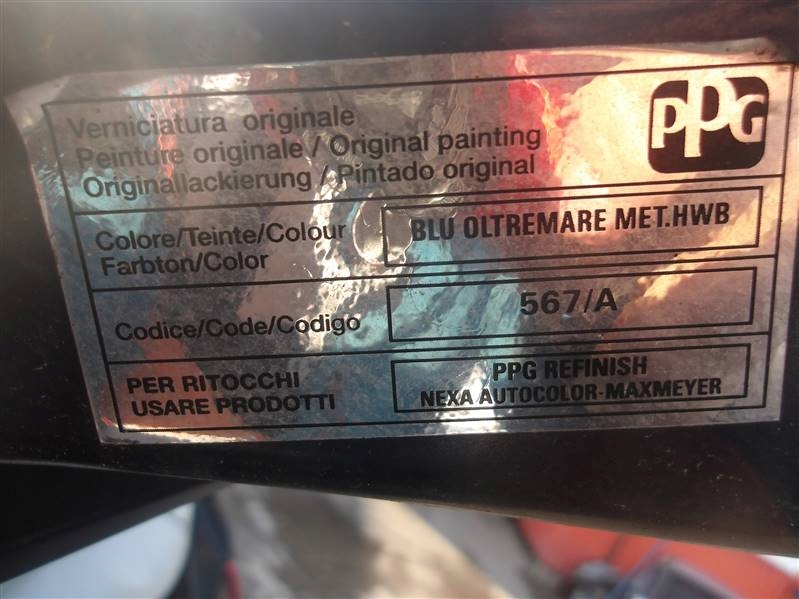 Verniciatura originale
Peinture originale / Original painting
Originallackierung / Pintado original
PPG
Colore/Teinte/Colour
Farbton/Color
BLU OLTREMARE MET.HWB
Codice/Code/Codigo
567/A
PER RITOCCHI
USARE PRODOTTI
PPG REFINISH
NEXA AUTOCOLOR-MAXMEYER